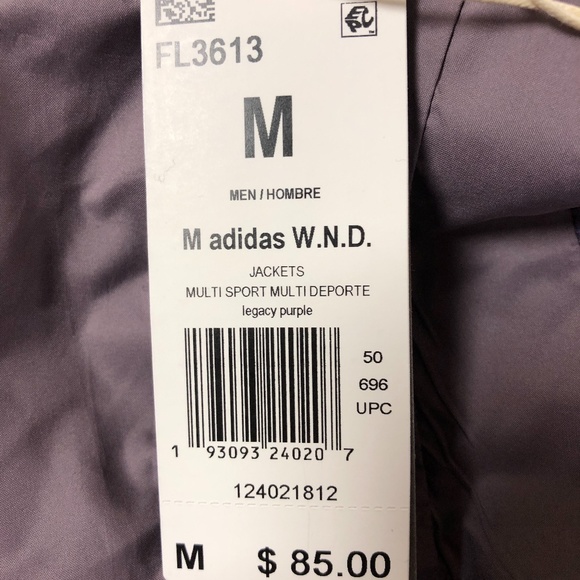 FL3613
M
MEN / HOMBRE
M adidas W.N.D.
JACKETS
MULTI SPORT MULTI DEPORTE
legacy purple
50
696
UPC
1 93093 24020 7
124021812
M $ 85.00